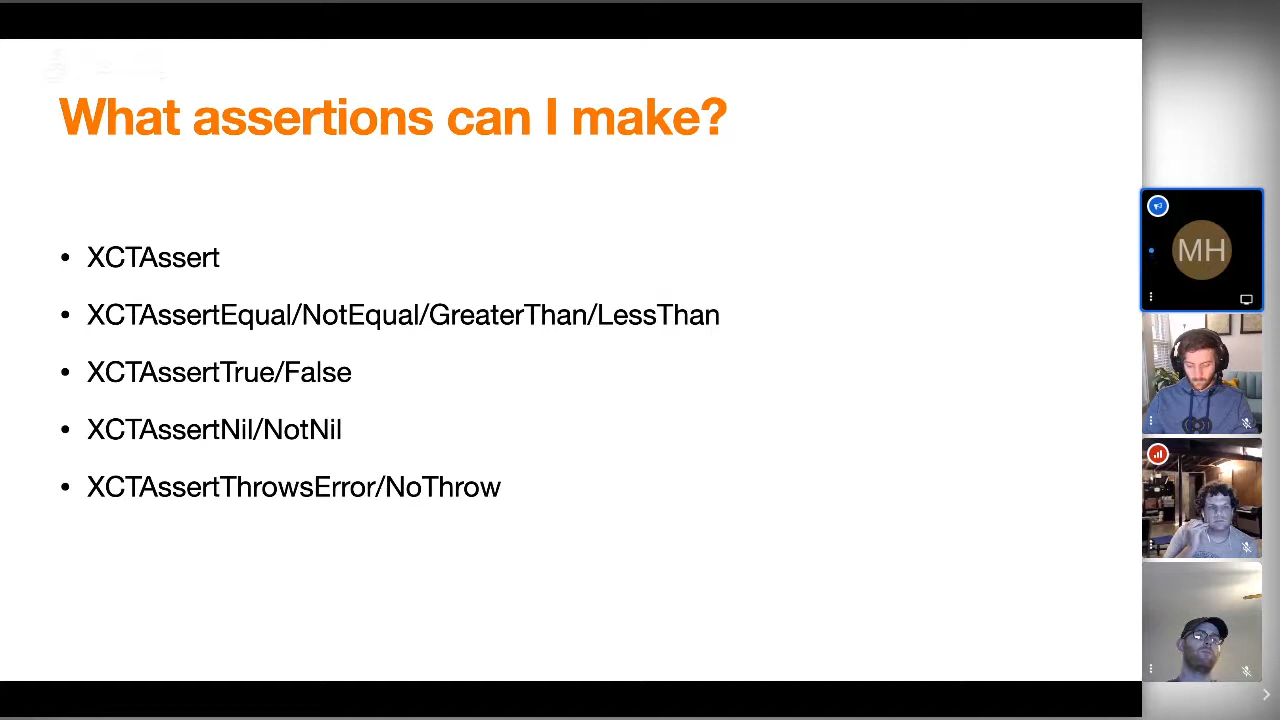 What assertions can I make?
• XCTAssert
• XCTAssertEqual/NotEqual/GreaterThan/LessThan
• XCTAssertTrue/False
• XCTAssertNil/NotNil
• XCTAssertThrowsError/NoThrow
MH